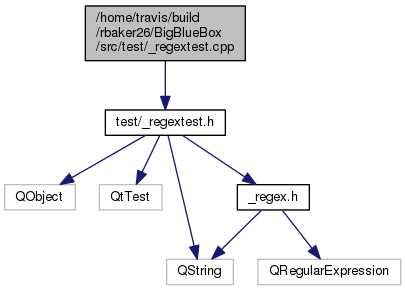 /home/travis/build
/rbaker26/BigBlueBox
/src/test/_regextest.cpp
test/_regextest.h
QObject
QtTest
_regex.h
QString
QRegularExpression